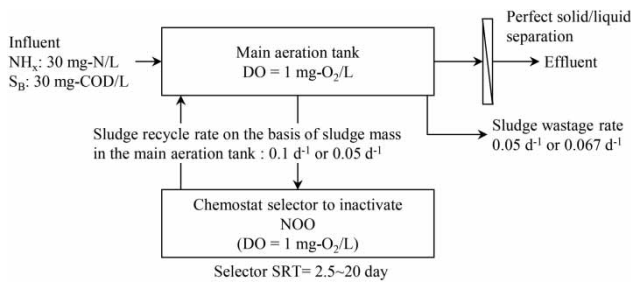 Influent
NHₓ: 30 mg-N/L
S_B: 30 mg-COD/L
Main aeration tank
DO = 1 mg-O₂/L
Perfect solid/liquid
separation
Effluent
Sludge recycle rate on the basis of sludge mass
in the main aeration tank : 0.1 d⁻¹ or 0.05 d⁻¹
Sludge wastage rate
0.05 d⁻¹ or 0.067 d⁻¹
Chemostat selector to inactivate
NOO
(DO = 1 mg-O₂/L)
Selector SRT= 2.5~20 day